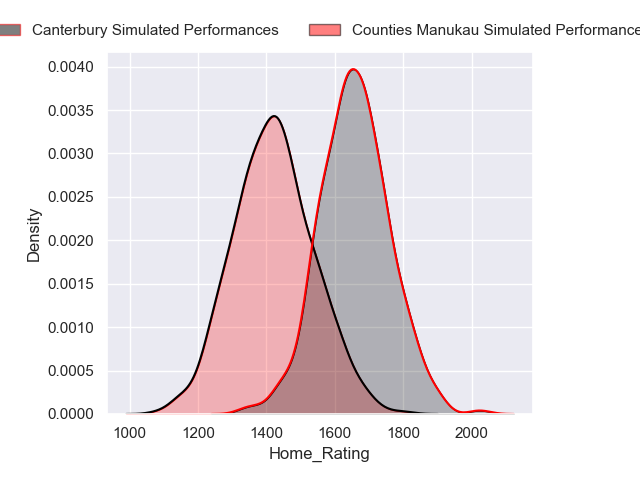 Canterbury Simulated Performances
Counties Manukau Simulated Performance
0.0040
0.0035
0.0030
0.0025
0.0020
0.0015
0.0010
0.0005
0.0000
Density
1000 1200 1400 1600 1800 2000
Home_Rating